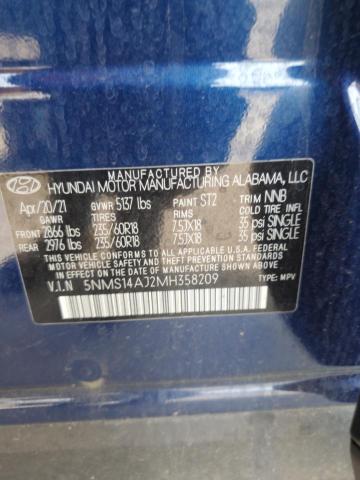 MANUFACTURED BY
HYUNDAI MOTOR MANUFACTURING ALABAMA, LLC
Apr/20/21 GVWR 5137 lbs PAINT ST2 TRIM NNB
GAWR TIRES RIMS
FRONT 2866 lbs 235/60R18 7.5JX18 35 psi SINGLE
REAR 2976 lbs 235/60R18 7.5JX18 35 psi SINGLE
THIS VEHICLE CONFORMS TO ALL APPLICABLE U.S. FEDERAL MOTOR
VEHICLE SAFETY, BUMPER, AND THEFT PREVENTION STANDARDS IN
EFFECT ON THE DATE OF MANUFACTURE SHOWN ABOVE.
V.I.N 5NMS14AJ2MH358209 TYPE: MPV